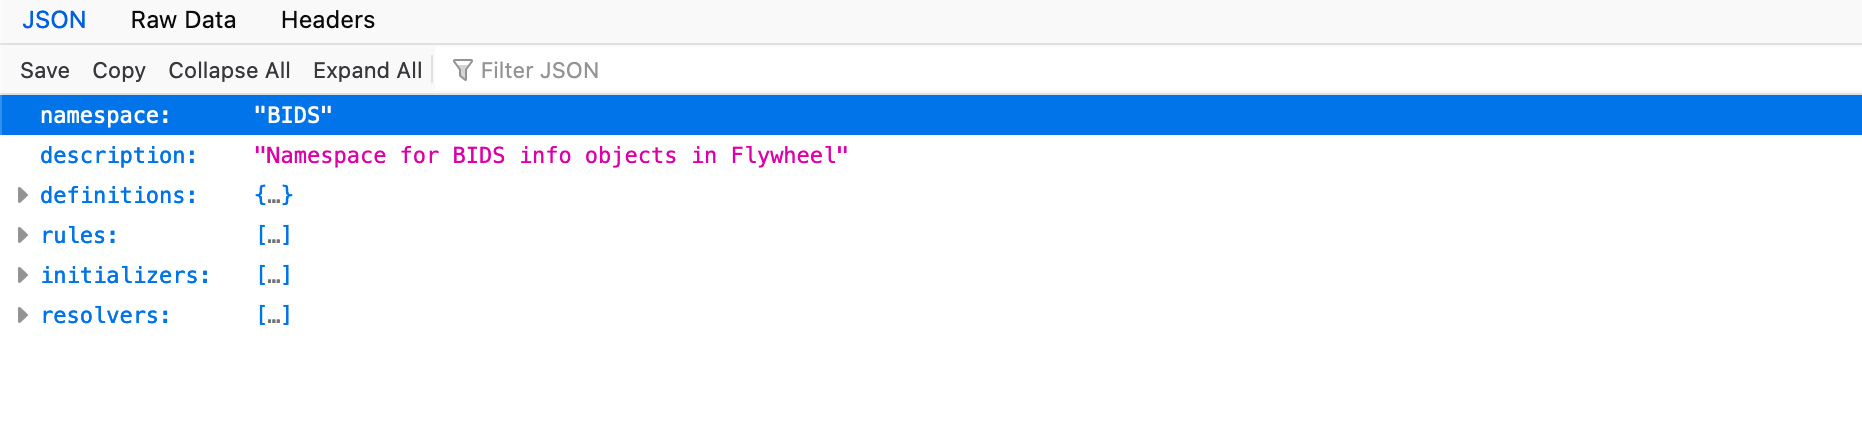 JSON Raw Data Headers
Save Copy Collapse All Expand All Filter JSON
namespace: "BIDS"
description: "Namespace for BIDS info objects in Flywheel"
definitions: {…}
rules: […]
initializers: […]
resolvers: […]